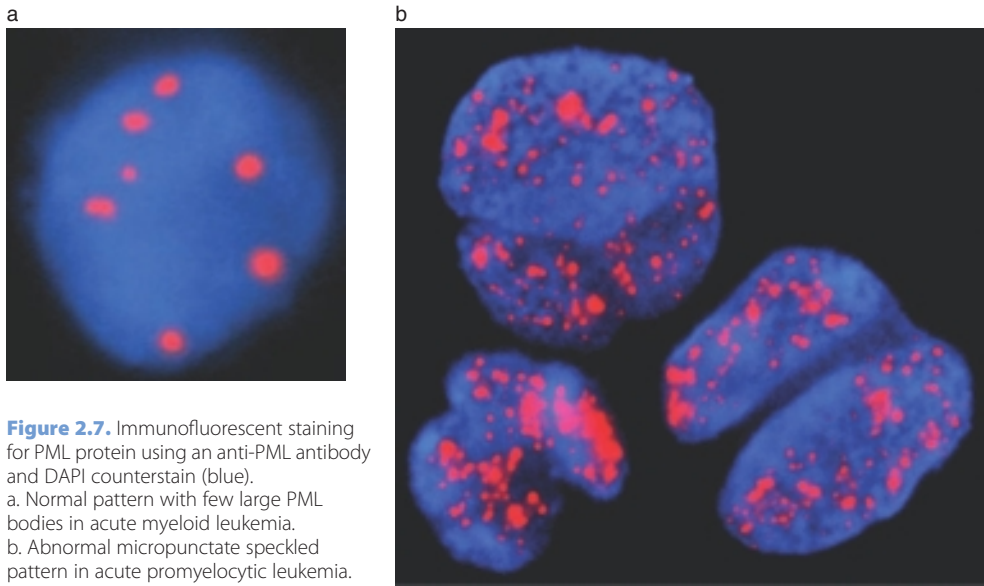 a
b
Figure 2.7. Immunofluorescent staining
for PML protein using an anti-PML antibody
and DAPI counterstain (blue).
a. Normal pattern with few large PML
bodies in acute myeloid leukemia.
b. Abnormal micropunctate speckled
pattern in acute promyelocytic leukemia.